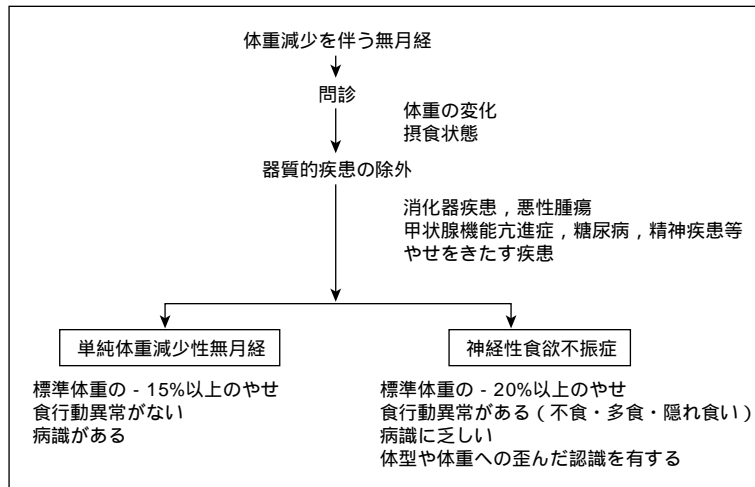 体重減少を伴う無月経
問診
体重の変化
摂食状態
器質的疾患の除外
消化器疾患，悪性腫瘍
甲状腺機能亢進症，糖尿病，精神疾患等
やせをきたす疾患
単純体重減少性無月経
標準体重の - 15%以上のやせ
食行動異常がない
病識がある
神経性食欲不振症
標準体重の - 20%以上のやせ
食行動異常がある（不食・多食・隠れ食い）
病識に乏しい
体型や体重への歪んだ認識を有する